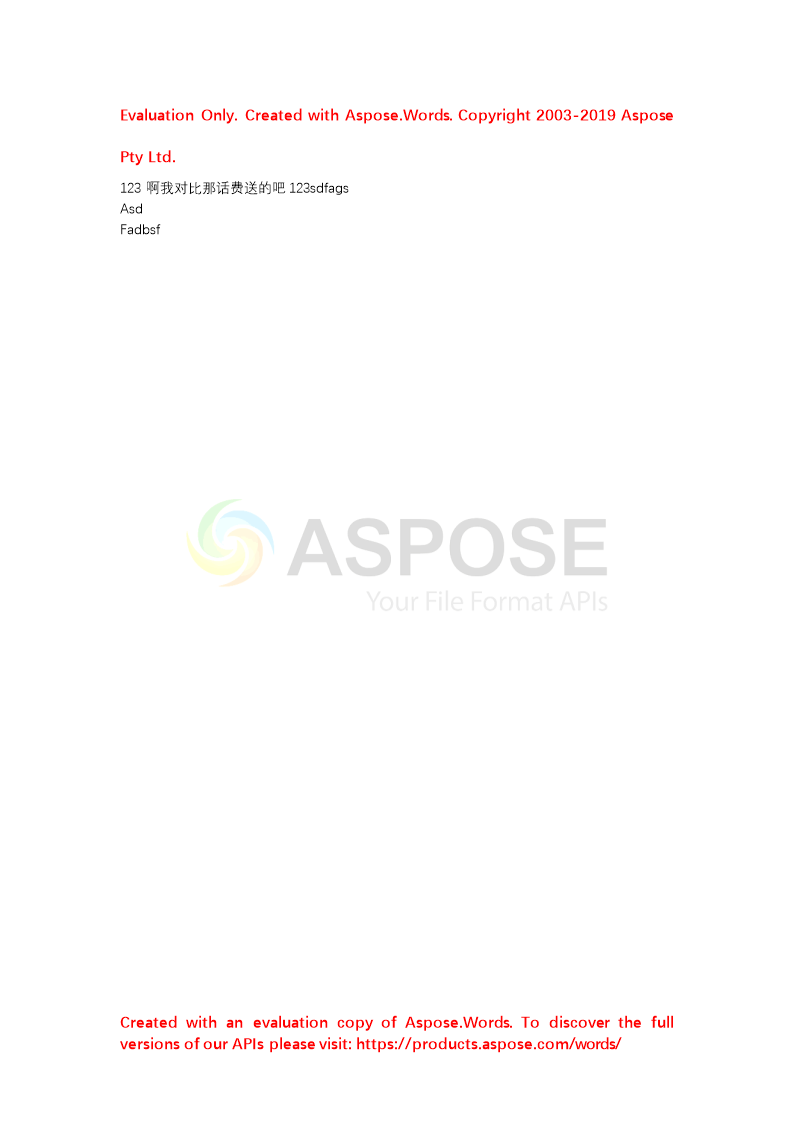 Evaluation Only. Created with Aspose.Words. Copyright 2003-2019 Aspose
Pty Ltd.
123 啊我对比那话费送的吧 123sdfags
Asd
Fadbsf
ASPOSE
Your File Format APIs
Created with an evaluation copy of Aspose.Words. To discover the full
versions of our APIs please visit: https://products.aspose.com/words/